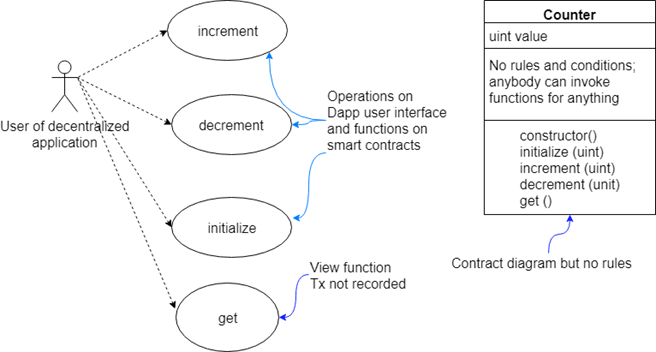 increment
User of decentralized
application
decrement
initialize
get
Operations on
Dapp user interface
and functions on
smart contracts
View function
Tx not recorded
Counter
uint value
No rules and conditions;
anybody can invoke
functions for anything
constructor()
initialize (uint)
increment (uint)
decrement (unit)
get ()
Contract diagram but no rules